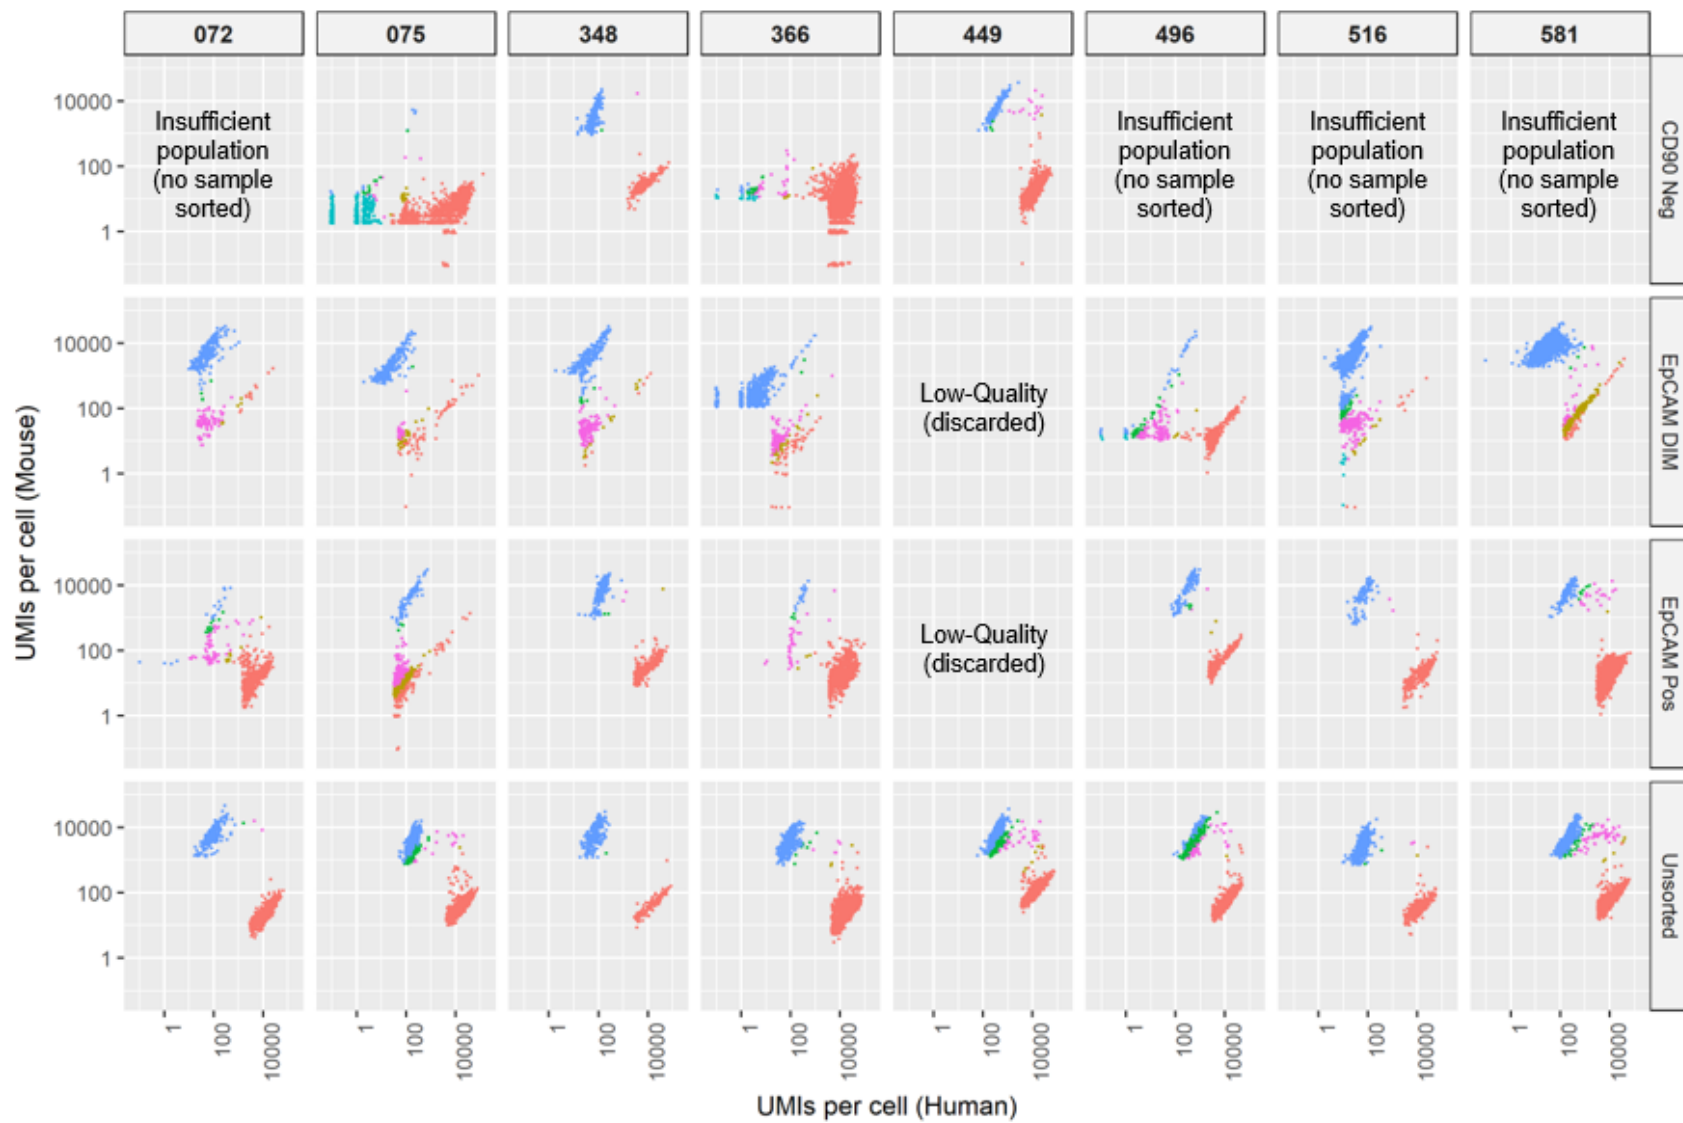 072 075 348 366 449 496 516 581
10000
100
1
Insufficient
population
(no sample
sorted)
Insufficient
population
(no sample
sorted)
Insufficient
population
(no sample
sorted)
Insufficient
population
(no sample
sorted)
CD90 Neg
10000
100
1
Low-Quality
(discarded)
EpCAM DIM
UMIs per cell (Mouse)
10000
100
1
Low-Quality
(discarded)
EpCAM Pos
10000
100
1
Unsorted
1 100 10000 1 100 10000 1 100 10000 1 100 10000 1 100 10000 1 100 10000 1 100 10000 1 100 10000
UMIs per cell (Human)